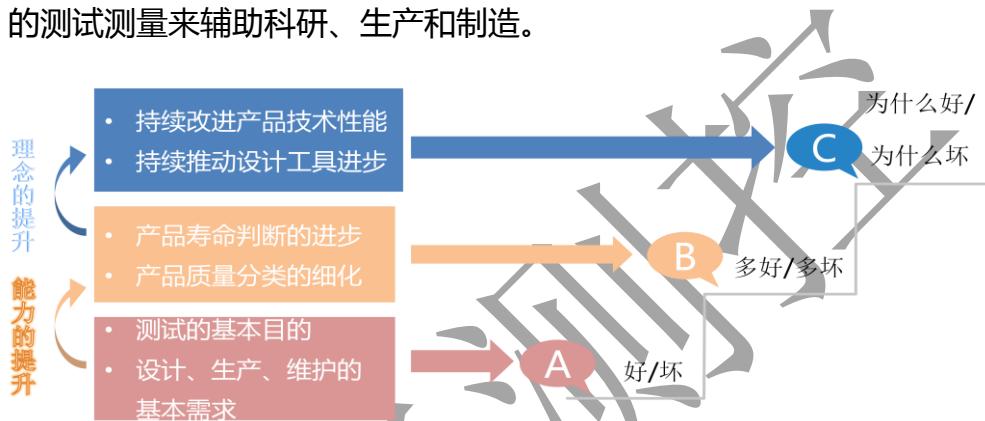 的测试测量来辅助科研、生产和制造。
理念的提升
• 持续改进产品技术性能
• 持续推动设计工具进步
C
为什么好/
为什么坏
• 产品寿命判断的进步
• 产品质量分类的细化
B
多好/多坏
能力的提升
• 测试的基本目的
• 设计、生产、维护的
基本需求
A
好/坏
测控